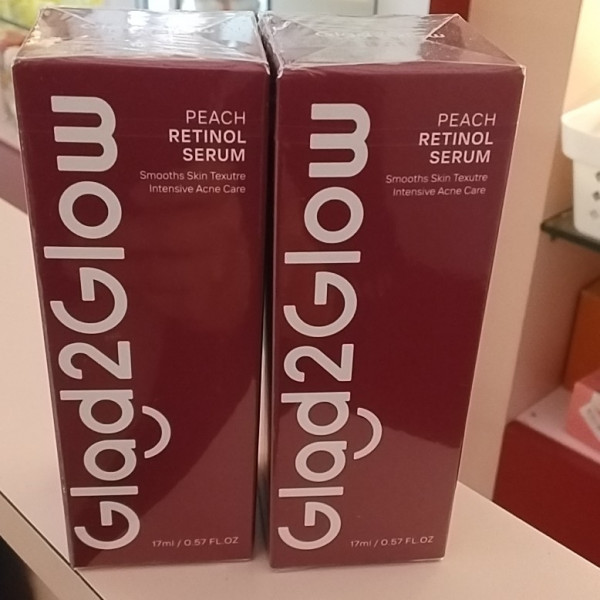 Glad2Glow
PEACH
RETINOL
SERUM
Smooths Skin Texutre
Intensive Acne Care
17ml / 0.57 FL.OZ
Glad2Glow
PEACH
RETINOL
SERUM
Smooths Skin Texutre
Intensive Acne Care
17ml / 0.57 FL.OZ